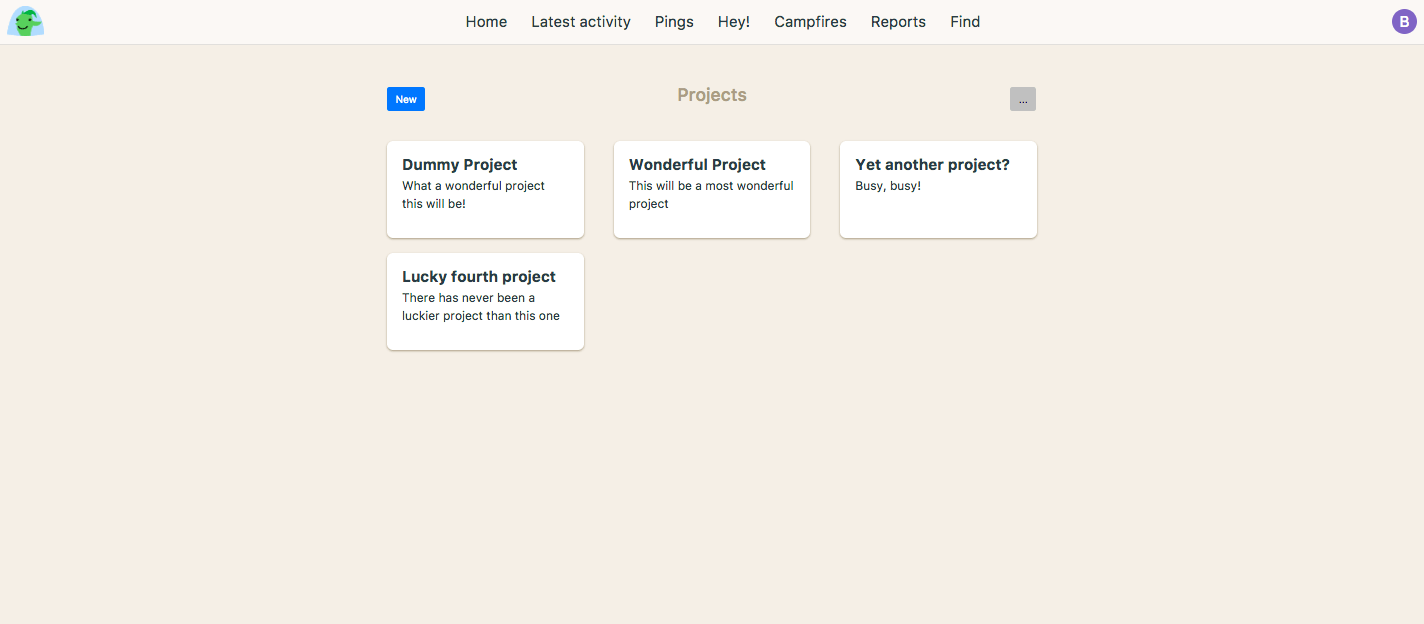 Home Latest activity Pings Hey! Campfires Reports Find B
New Projects ...
Dummy Project
What a wonderful project
this will be!
Wonderful Project
This will be a most wonderful
project
Yet another project?
Busy, busy!
Lucky fourth project
There has never been a
luckier project than this one